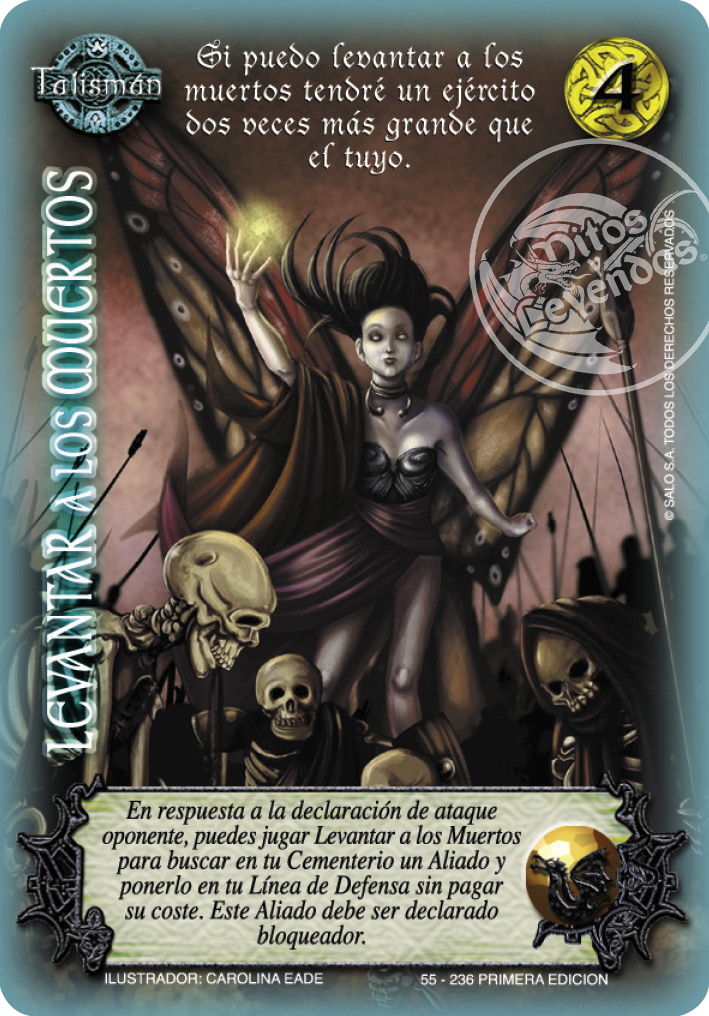 Talismán
Si puedo levantar a los
muertos tendré un ejército
dos veces más grande que
el tuyo.
4
Mitos
y
Leyendas®
LEVANTAR A LOS MUERTOS
© SALO S.A. TODOS LOS DERECHOS RESERVADOS
En respuesta a la declaración de ataque
oponente, puedes jugar Levantar a los Muertos
para buscar en tu Cementerio un Aliado y
ponerlo en tu Línea de Defensa sin pagar
su coste. Este Aliado debe ser declarado
bloqueador.
ILUSTRADOR: CAROLINA EADE
55 - 236 PRIMERA EDICION